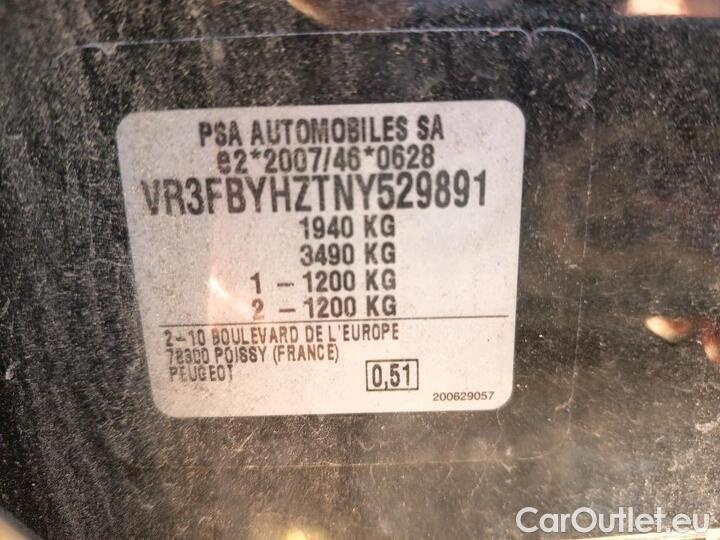 PSA AUTOMOBILES SA
e2*2007/46*0628
VR3FBYHZTNY529891
1940 KG
3490 KG
1 - 1200 KG
2 - 1200 KG
2-10 BOULEVARD DE L'EUROPE
78300 POISSY (FRANCE)
PEUGEOT
0,51
200629057
CarOutlet.eu